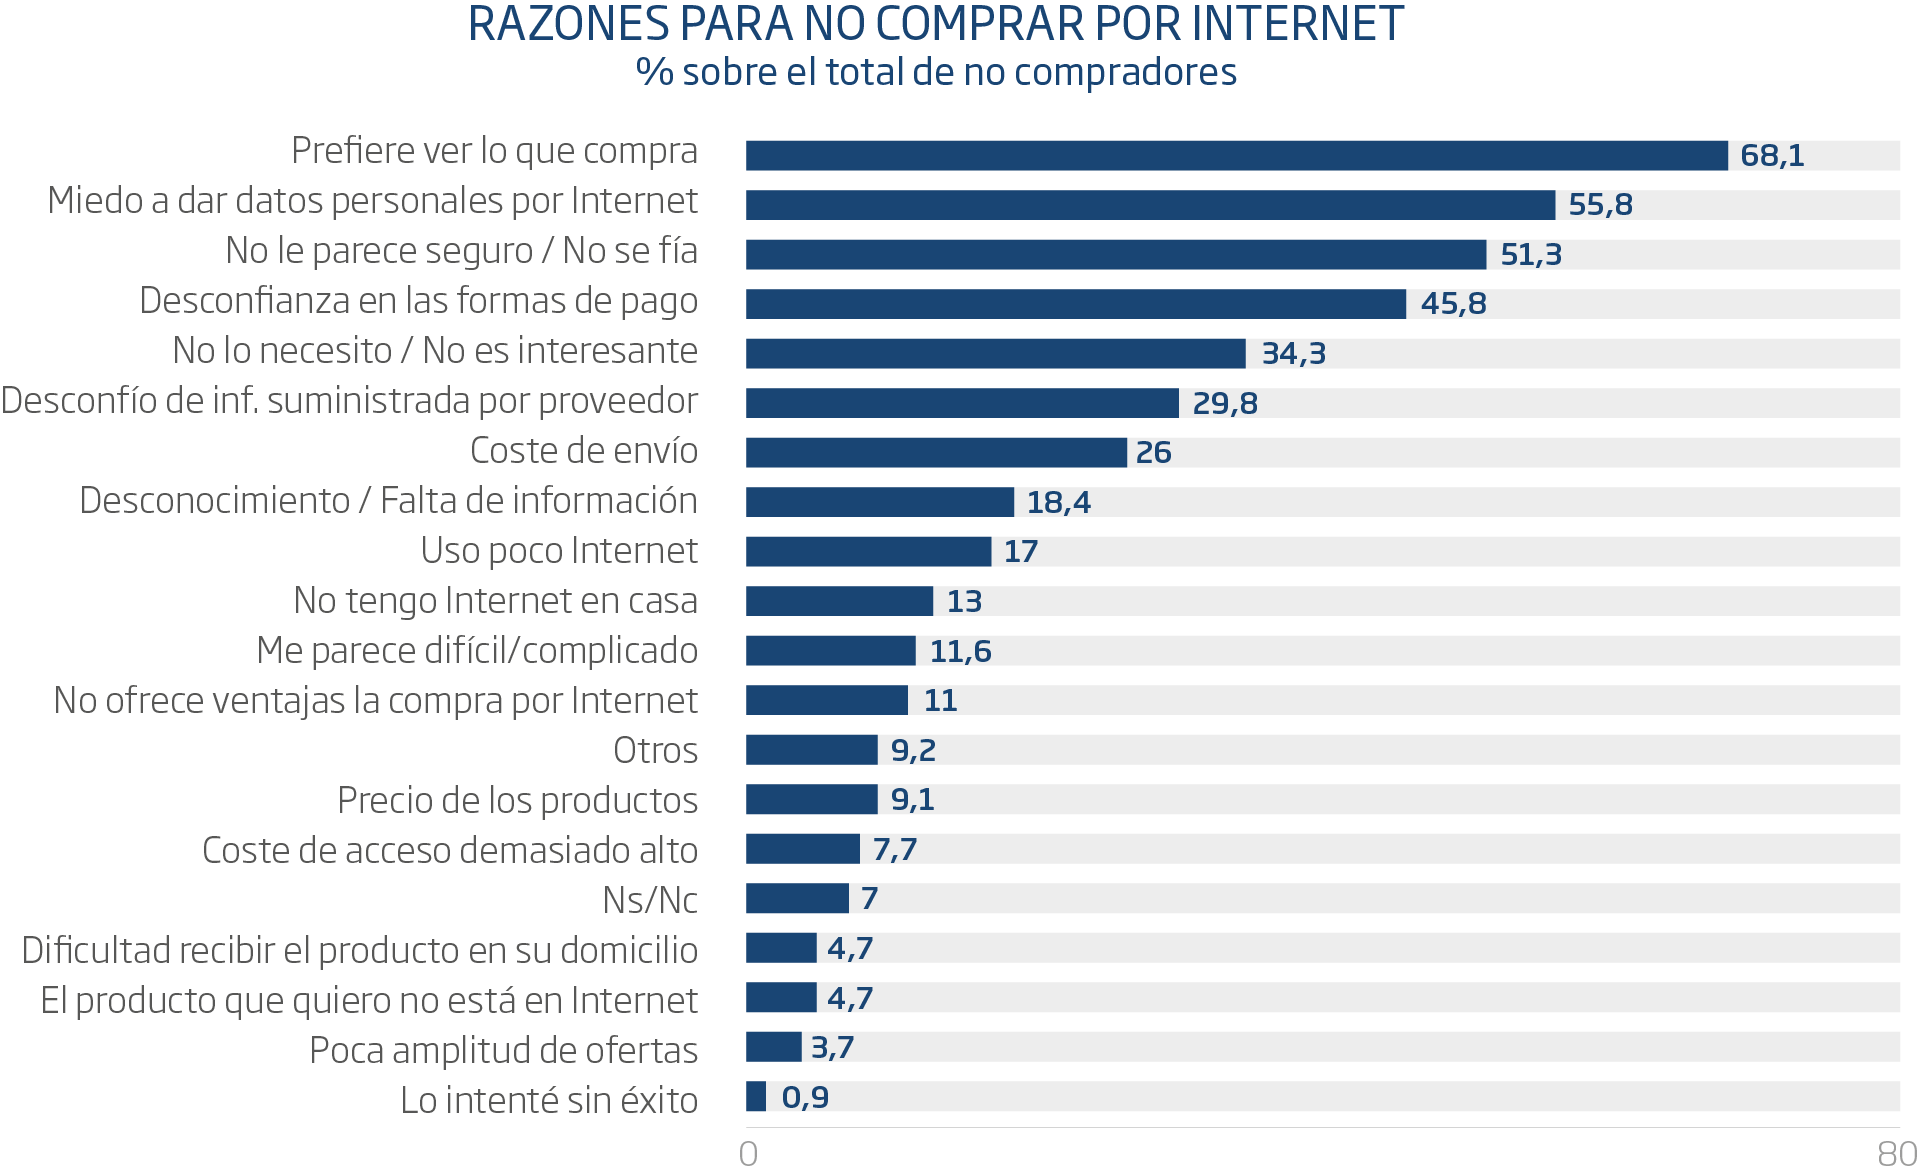 RAZONES PARA NO COMPRAR POR INTERNET
% sobre el total de no compradores
Prefiere ver lo que compra 68,1
Miedo a dar datos personales por Internet 55,8
No le parece seguro / No se fía 51,3
Desconfianza en las formas de pago 45,8
No lo necesito / No es interesante 34,3
Desconfío de inf. suministrada por proveedor 29,8
Coste de envío 26
Desconocimiento / Falta de información 18,4
Uso poco Internet 17
No tengo Internet en casa 13
Me parece difícil/complicado 11,6
No ofrece ventajas la compra por Internet 11
Otros 9,2
Precio de los productos 9,1
Coste de acceso demasiado alto 7,7
Ns/Nc 7
Dificultad recibir el producto en su domicilio 4,7
El producto que quiero no está en Internet 4,7
Poca amplitud de ofertas 3,7
Lo intenté sin éxito 0,9
0 80